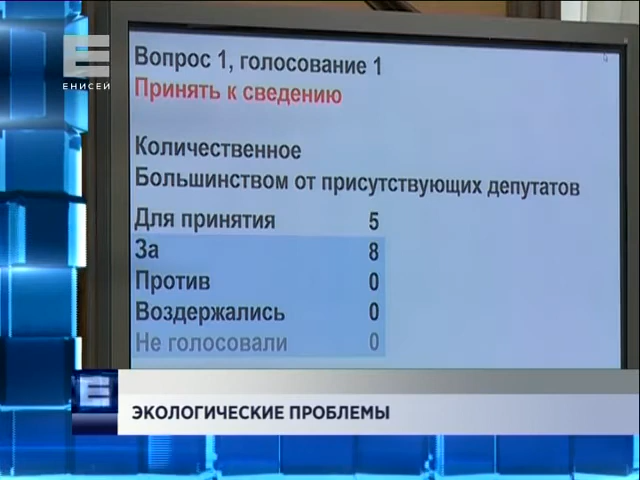 Е
ЕНИСЕЙ
Вопрос 1, голосование 1
Принять к сведению
Количественное
Большинством от присутствующих депутатов
Для принятия 5
За 8
Против 0
Воздержались 0
Не голосовали 0
Е
ЭКОЛОГИЧЕСКИЕ ПРОБЛЕМЫ